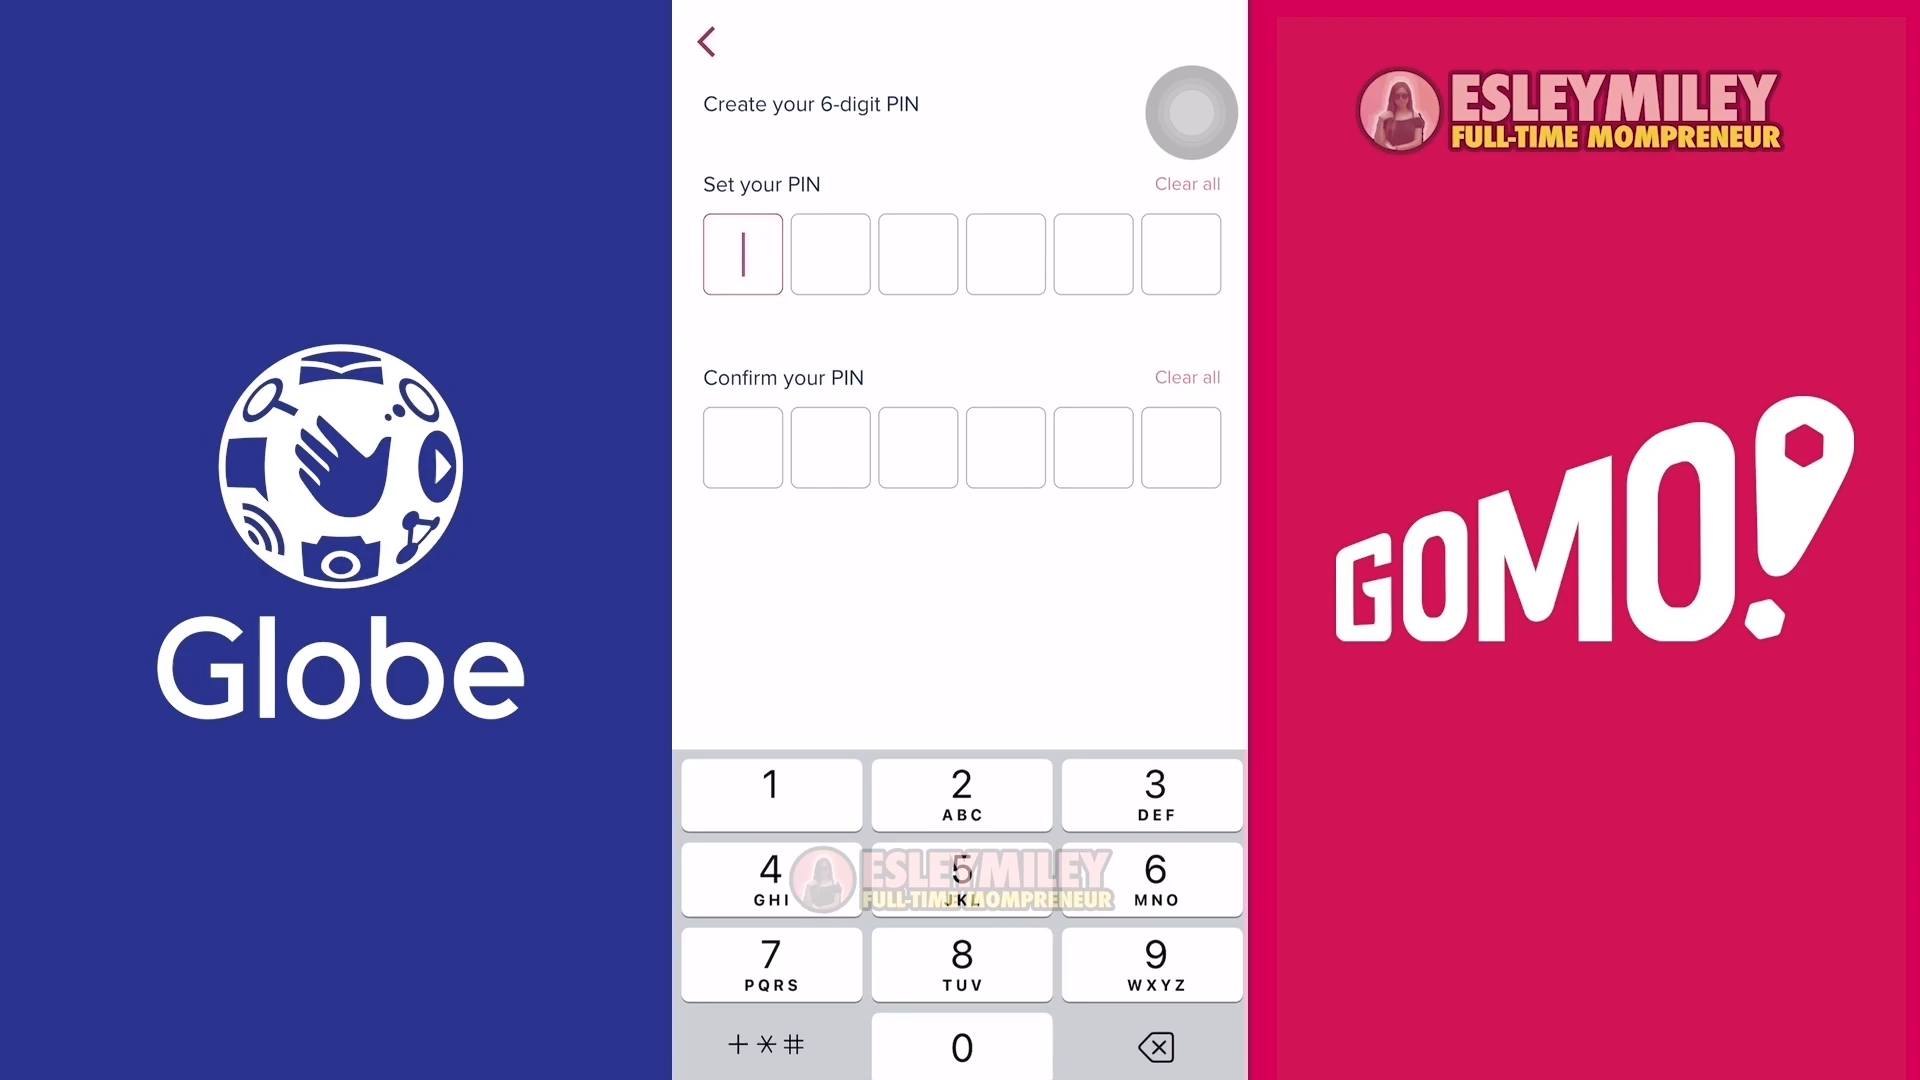 Globe
Create your 6-digit PIN
Set your PIN
Clear all
Confirm your PIN
Clear all
1
2
ABC
3
DEF
4
GHI
5
JKL
6
MNO
7
PQRS
8
TUV
9
WXYZ
+*#
0
ESLEYMILEY
FULL-TIME MOMPRENEUR
ESLEYMILEY
FULL-TIME MOMPRENEUR
GOMO!